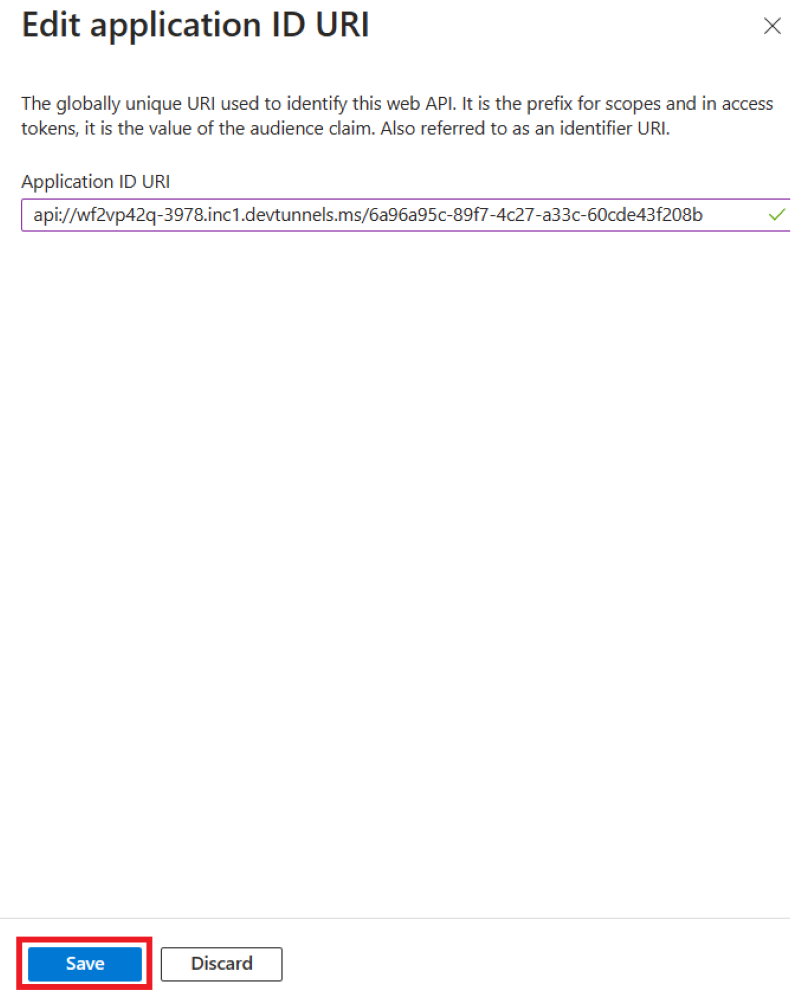 Edit application ID URI
The globally unique URI used to identify this web API. It is the prefix for scopes and in access
tokens, it is the value of the audience claim. Also referred to as an identifier URI.
Application ID URI
api://wf2vp42q-3978.inc1.devtunnels.ms/6a96a95c-89f7-4c27-a33c-60cde43f208b
Save
Discard